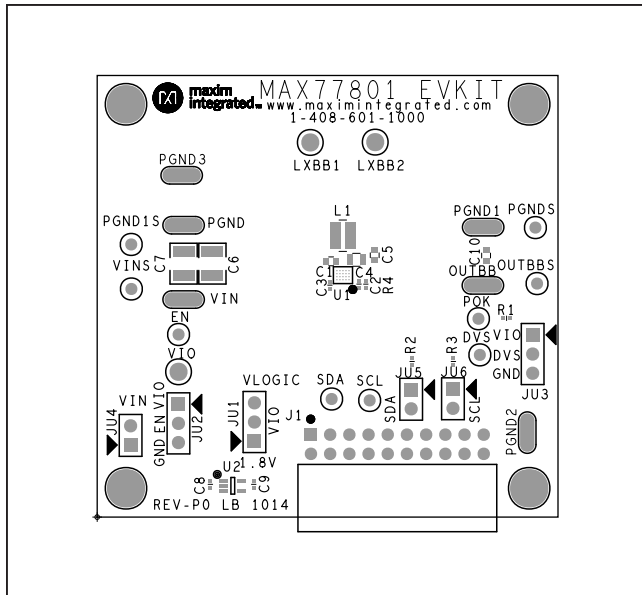 maxim
integrated™
MAX77801 EVKIT
www.maximintegrated.com
1-408-601-1000
LXBB1
LXBB2
PGND3
PGND1S
PGND
C7
C6
VINS
VIN
EN
VIO
L1
C5
C1
C4
C3
U1
C2
R4
PGND1
PGNDS
C10
OUTBB
OUTBBS
POK
R1
DVS
VIO
DVS
GND
JU3
R2
R3
JU5
JU6
SDA
SCL
SDA
SCL
VLOGIC
JU1
VIO
1.8V
J1
VIN
JU4
VIO
EN
GND
JU2
PGND2
U2
C8
C9
REV-P0 LB 1014